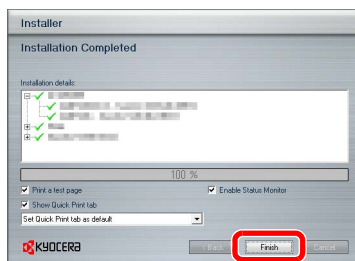 Installer
Installation Completed
Installation details:
100 %
Print a test page
Enable Status Monitor
Show Quick Print tab
Set Quick Print tab as default
KYOCERA
< Back
Finish
Cancel